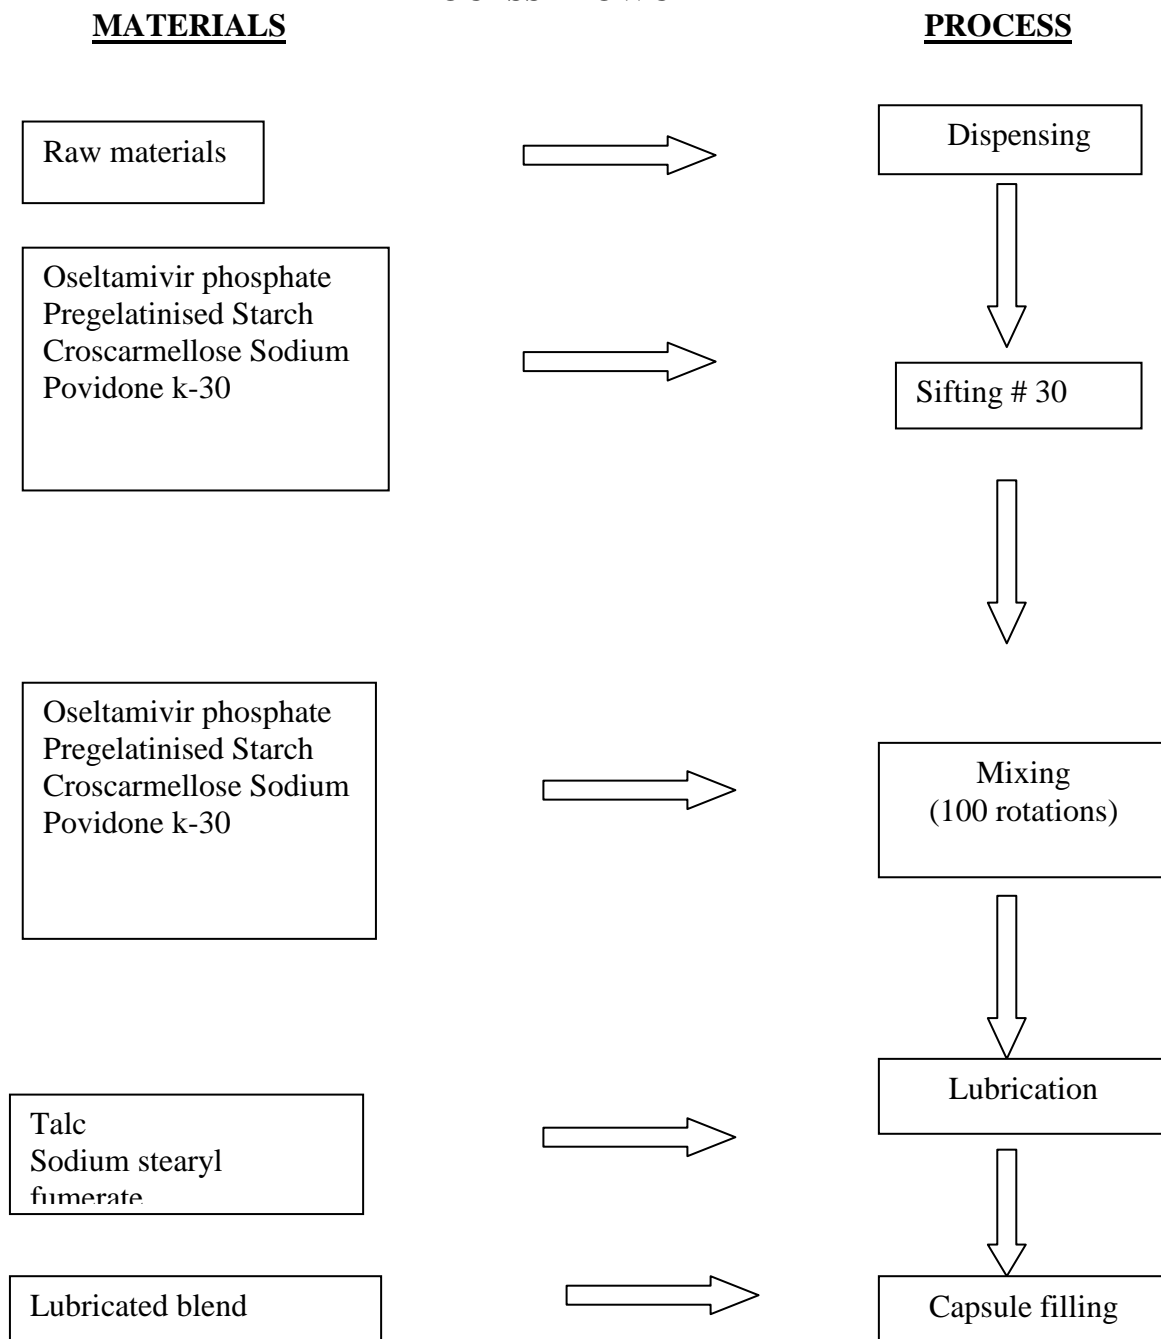 MATERIALS
PROCESS
Raw materials
Dispensing
Oseltamivir phosphate
Pregelatinised Starch
Croscarmellose Sodium
Povidone k-30
Sifting # 30
Oseltamivir phosphate
Pregelatinised Starch
Croscarmellose Sodium
Povidone k-30
Mixing
(100 rotations)
Lubrication
Talc
Sodium stearyl
fumerate
Lubricated blend
Capsule filling